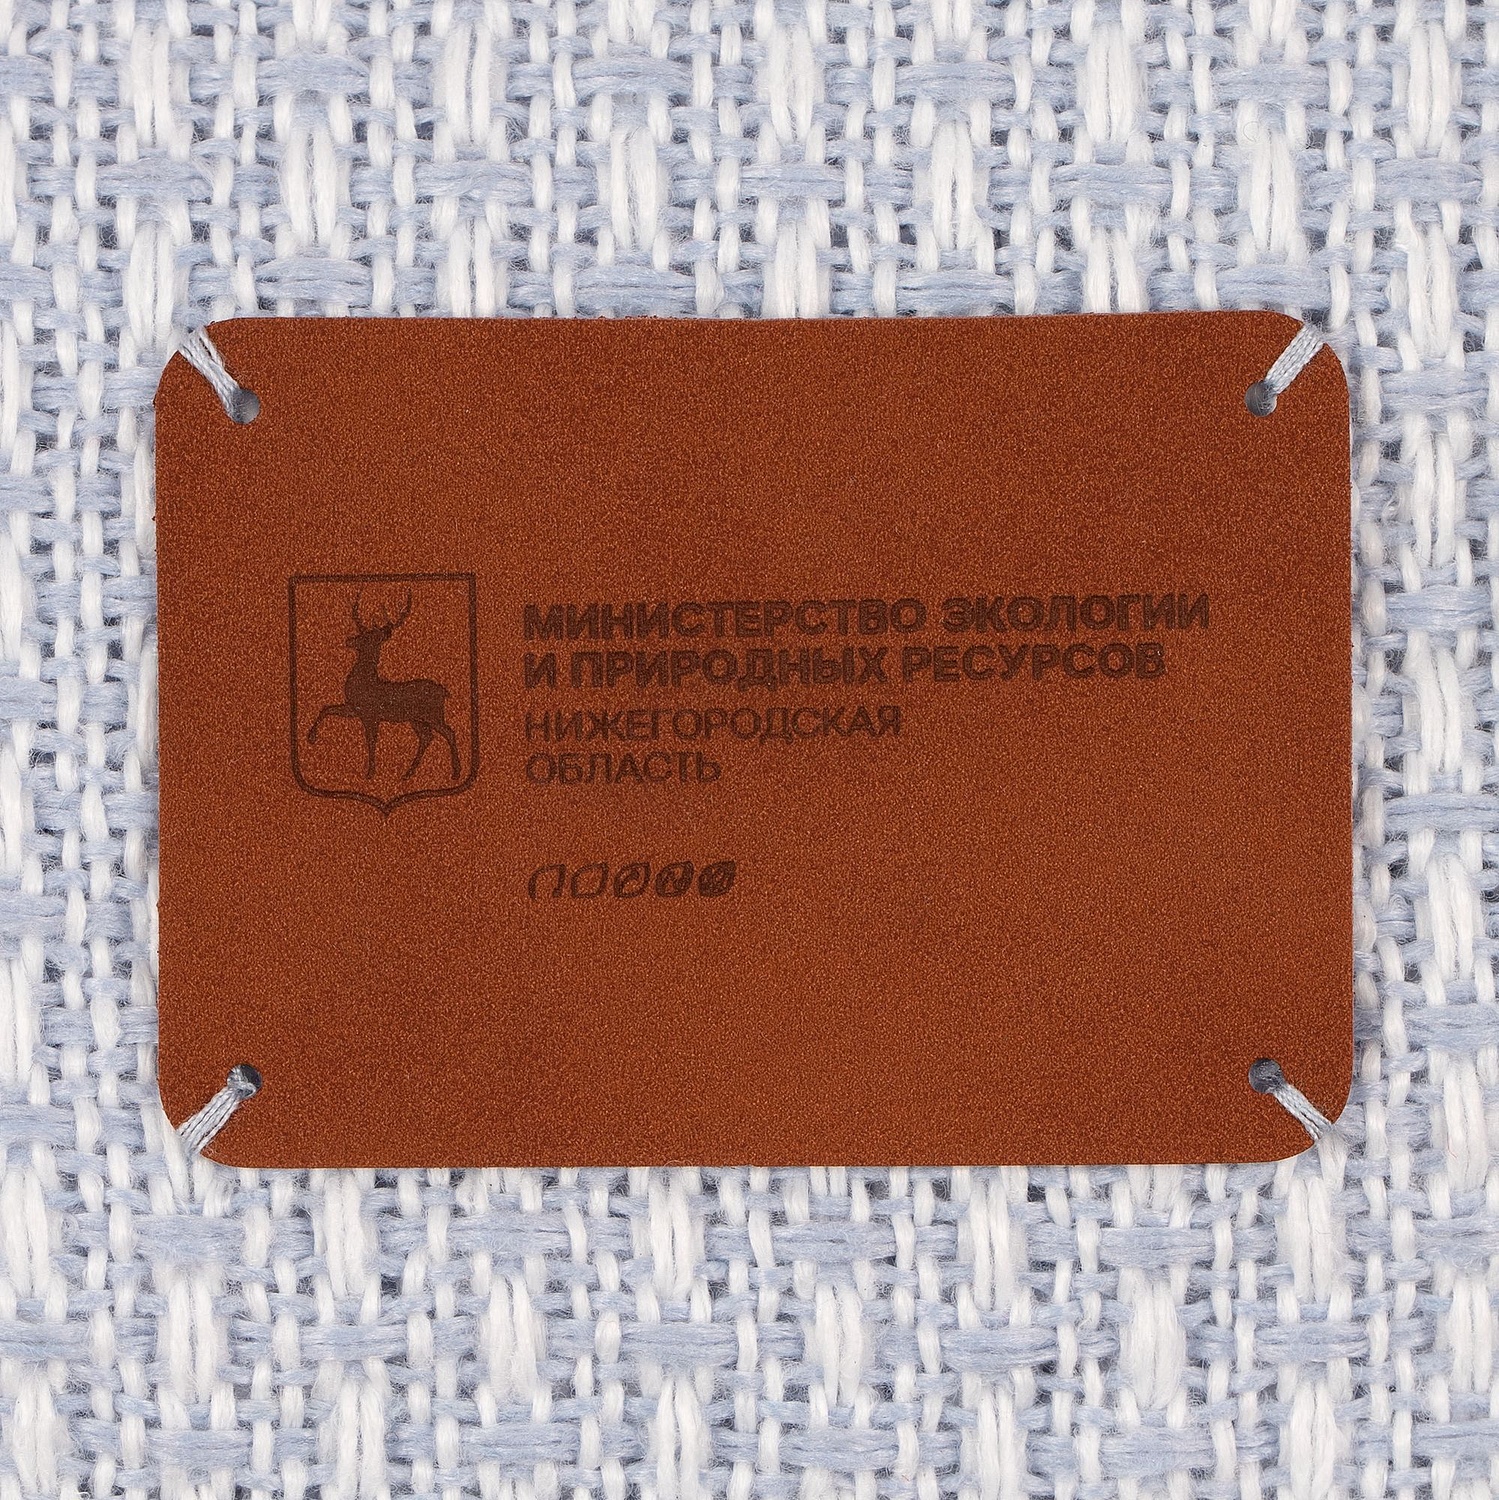 МИНИСТЕРСТВО ЭКОЛОГИИ
И ПРИРОДНЫХ РЕСУРСОВ
НИЖЕГОРОДСКАЯ
ОБЛАСТЬ